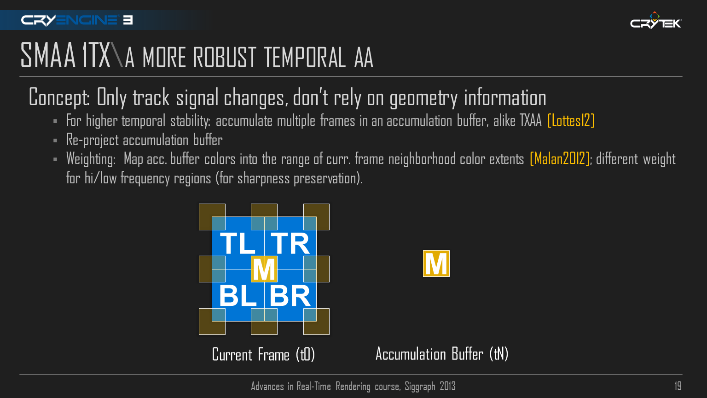 CRYENGINE 3
CRYTEK
SMAA 1TX\A MORE ROBUST TEMPORAL AA
Concept: Only track signal changes, don't rely on geometry information
For higher temporal stability: accumulate multiple frames in an accumulation buffer, alike TXAA [Lottes12]
Re-project accumulation buffer
Weighting: Map acc. buffer colors into the range of curr. frame neighborhood color extents [Malan2012]; different weight
for hi/low frequency regions (for sharpness preservation).
TL TR
M
M
BL BR
Current Frame (t0)
Accumulation Buffer (tN)
Advances in Real-Time Rendering course, Siggraph 2013
19